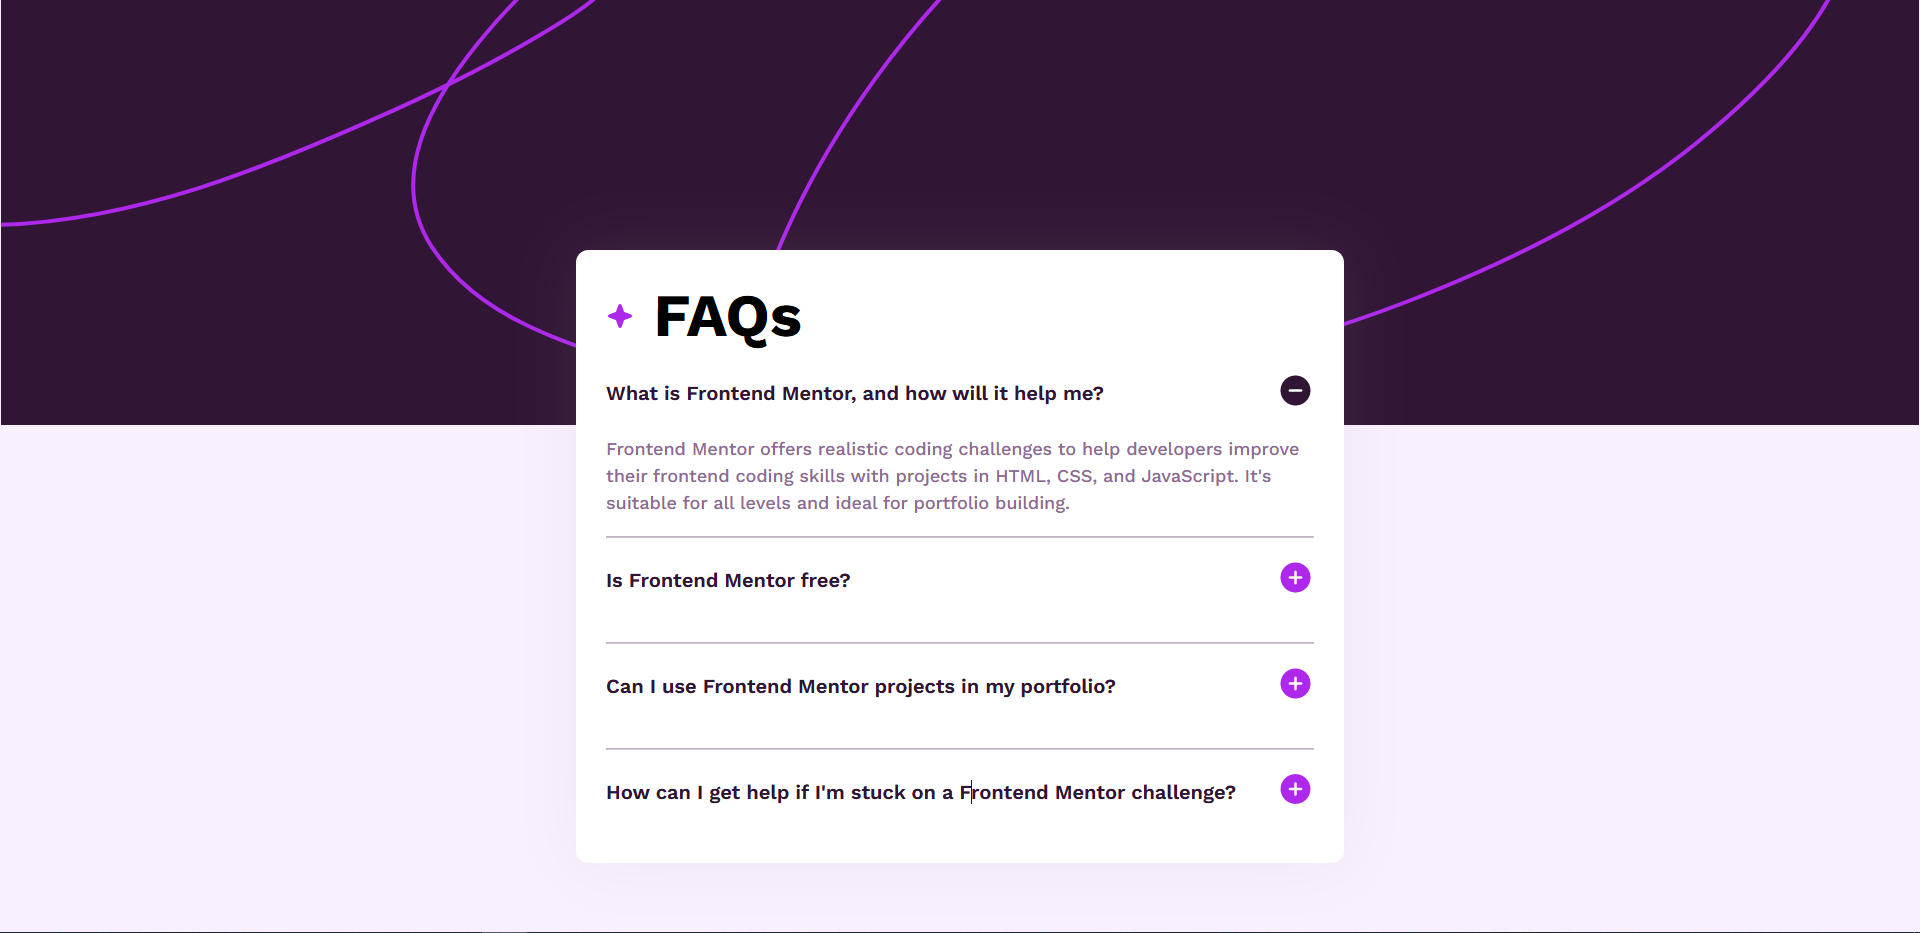 FAQs
What is Frontend Mentor, and how will it help me?
Frontend Mentor offers realistic coding challenges to help developers improve
their frontend coding skills with projects in HTML, CSS, and JavaScript. It's
suitable for all levels and ideal for portfolio building.
Is Frontend Mentor free?
Can I use Frontend Mentor projects in my portfolio?
How can I get help if I'm stuck on a Frontend Mentor challenge?